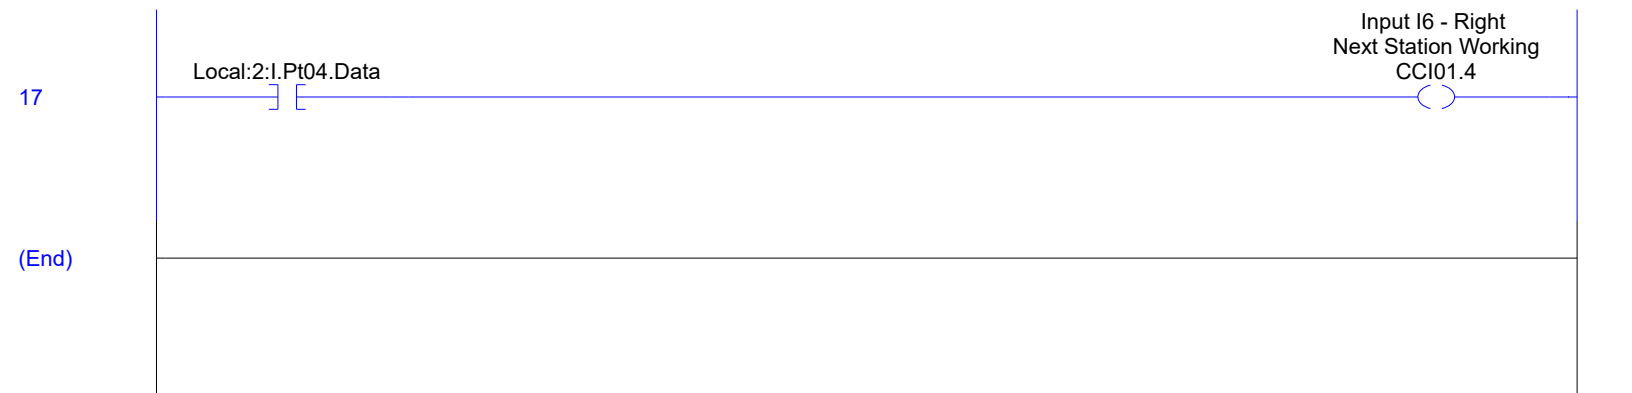 Input I6 - Right
Next Station Working
Local:2:I.Pt04.Data
CCI01.4
17
(End)